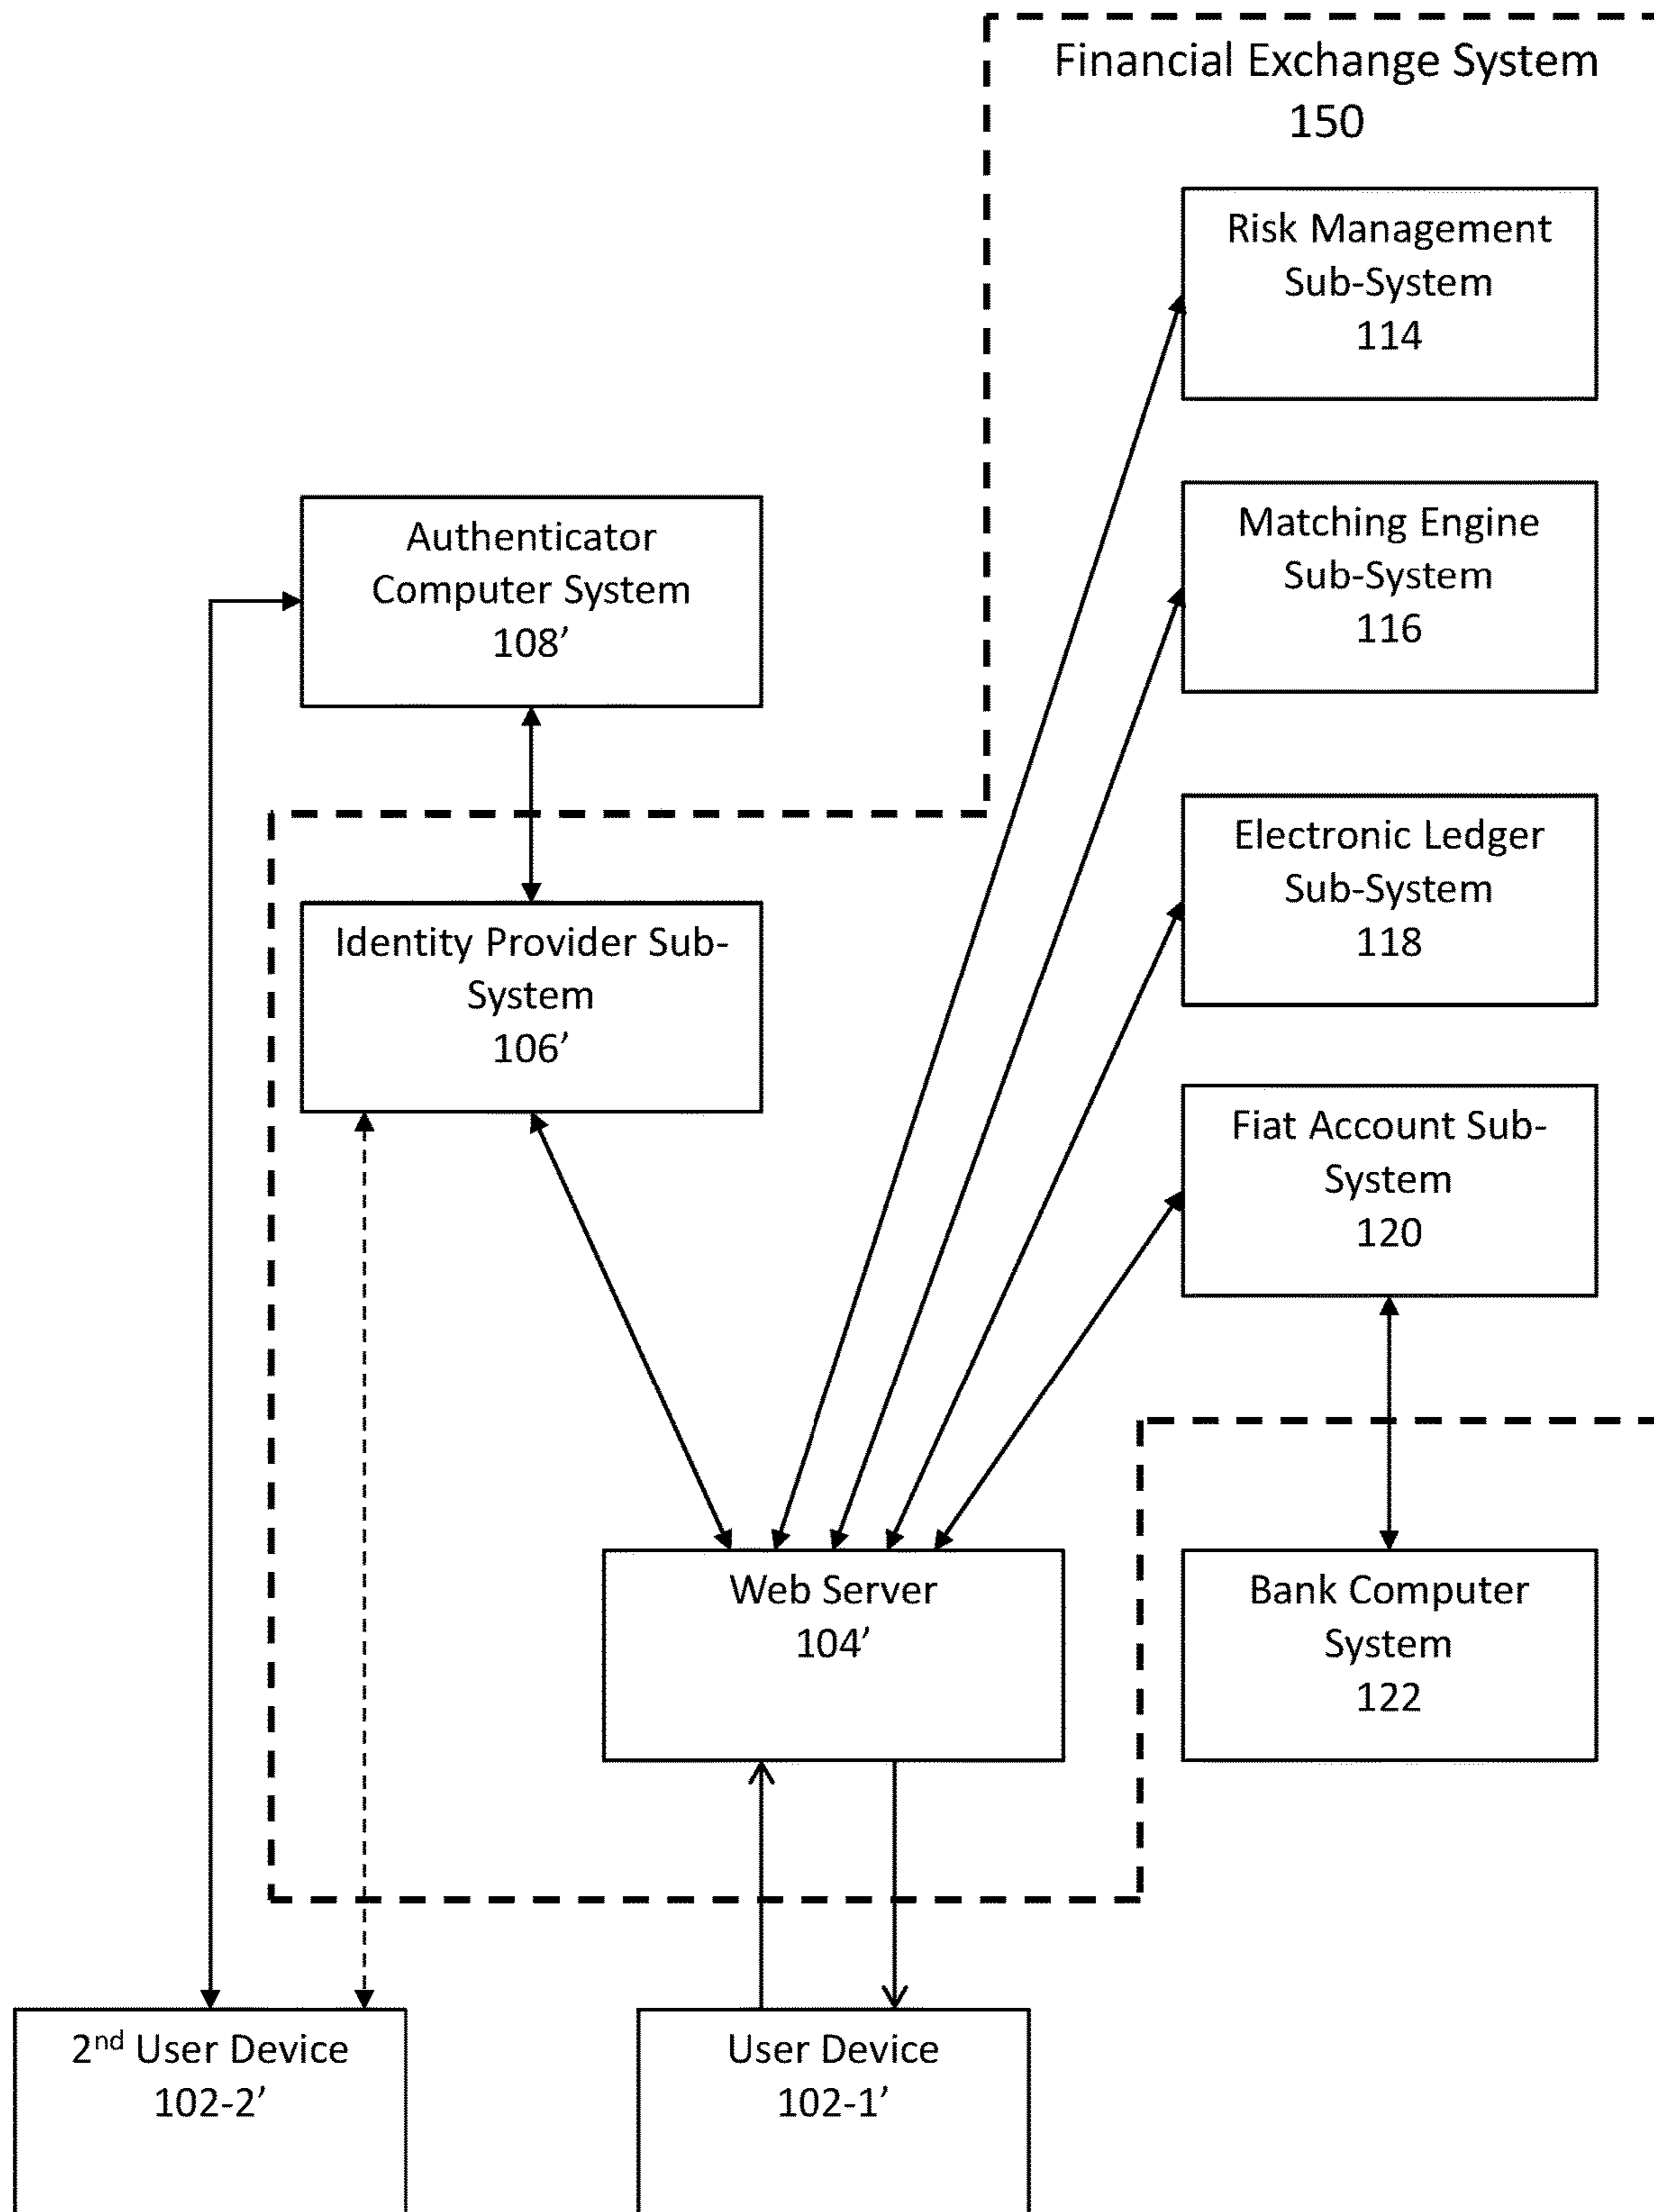 Financial Exchange System
150
Risk Management
Sub-System
114
Matching Engine
Sub-System
116
Authenticator
Computer System
108’
Electronic Ledger
Sub-System
118
Identity Provider Sub-
System
106’
Fiat Account Sub-
System
120
Web Server
104’
Bank Computer
System
122
2nd User Device
102-2’
User Device
102-1’